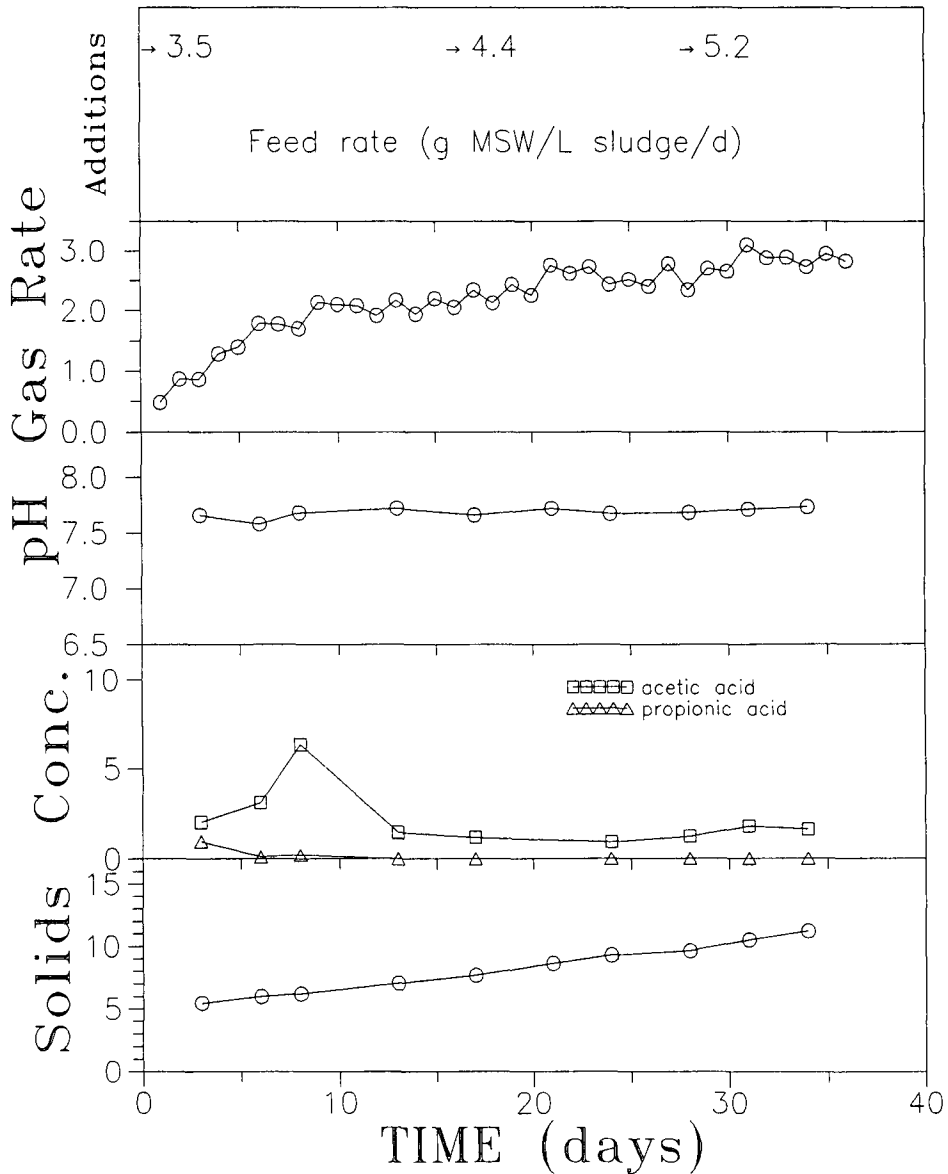 → 3.5 → 4.4 → 5.2
Additions
Feed rate (g MSW/L sludge/d)
Gas Rate
3.0
2.0
1.0
0.0
pH
8.0
7.5
7.0
6.5
Conc.
10
5
0
acetic acid
propionic acid
Solids
15
10
5
0
0 10 20 30 40
TIME (days)